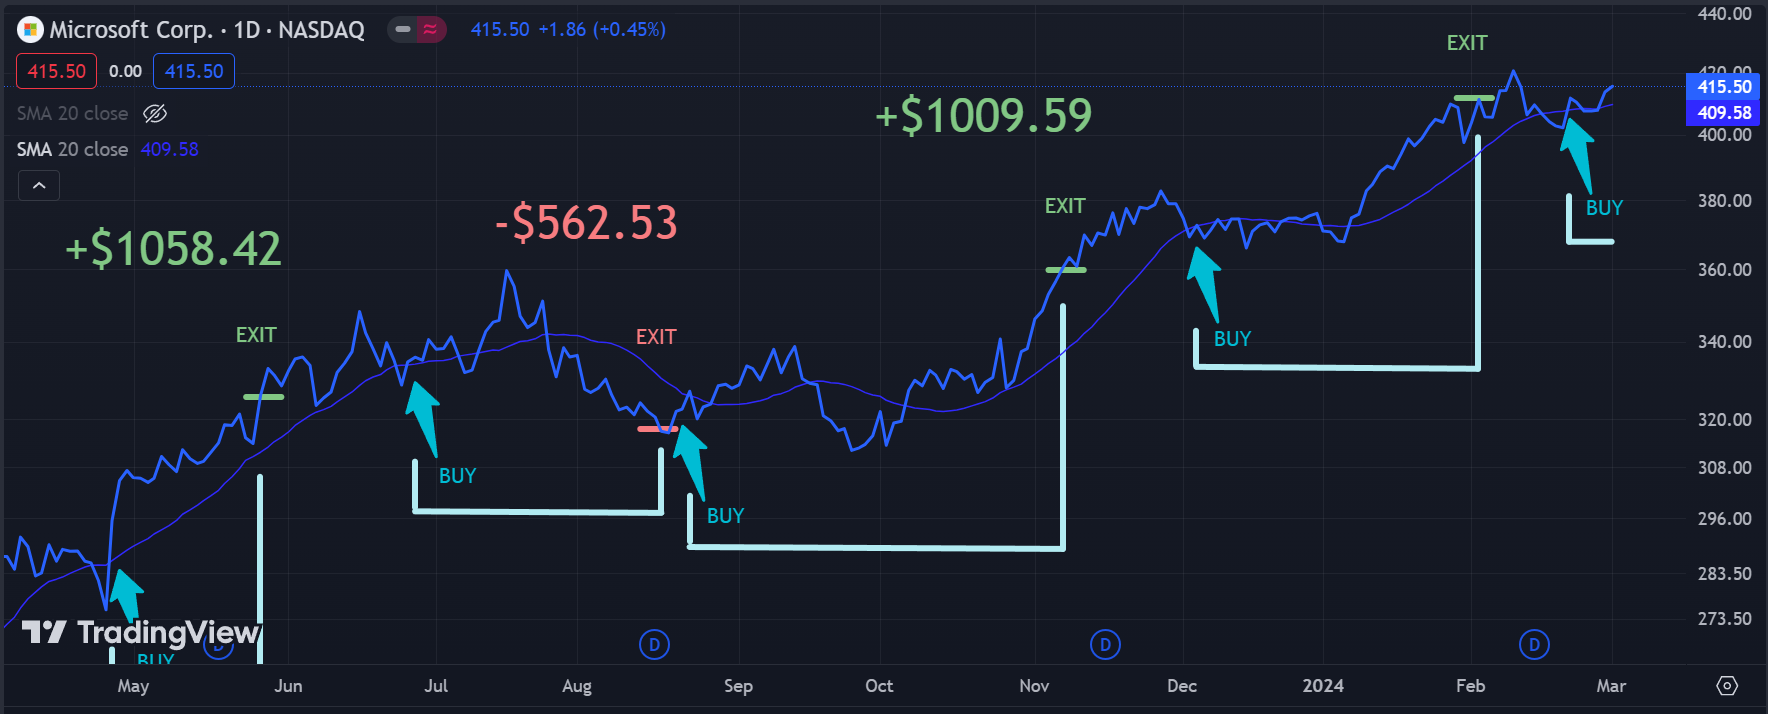 Microsoft Corp. · 1D · NASDAQ
415.50 +1.86 (+0.45%)
415.50 0.00 415.50
SMA 20 close
SMA 20 close 409.58
+$1058.42
-$562.53
+$1009.59
EXIT
EXIT
EXIT
EXIT
BUY
BUY
BUY
BUY
BUY
440.00
420.00
415.50
409.58
400.00
380.00
360.00
340.00
320.00
308.00
296.00
283.50
273.50
TradingView
D
D
D
D
May Jun Jul Aug Sep Oct Nov Dec 2024 Feb Mar